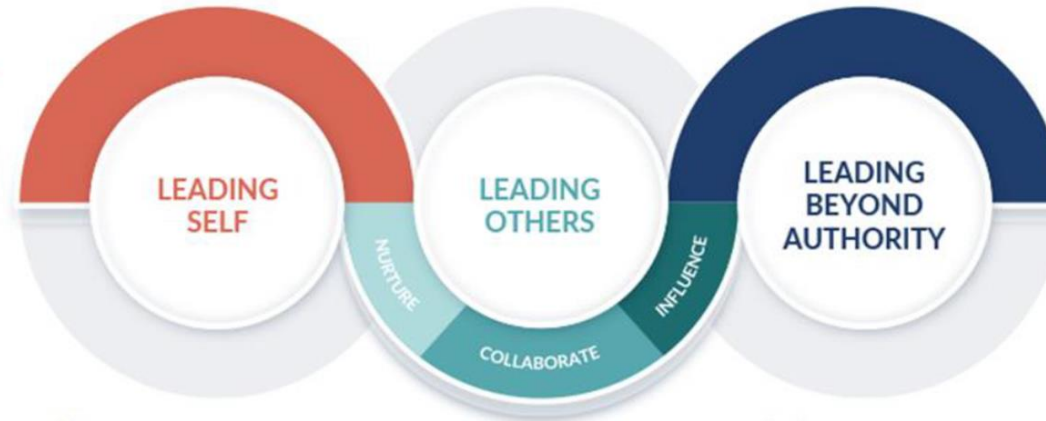 LEADING
SELF
LEADING
OTHERS
LEADING
BEYOND
AUTHORITY
NURTURE
COLLABORATE
INFLUENCE